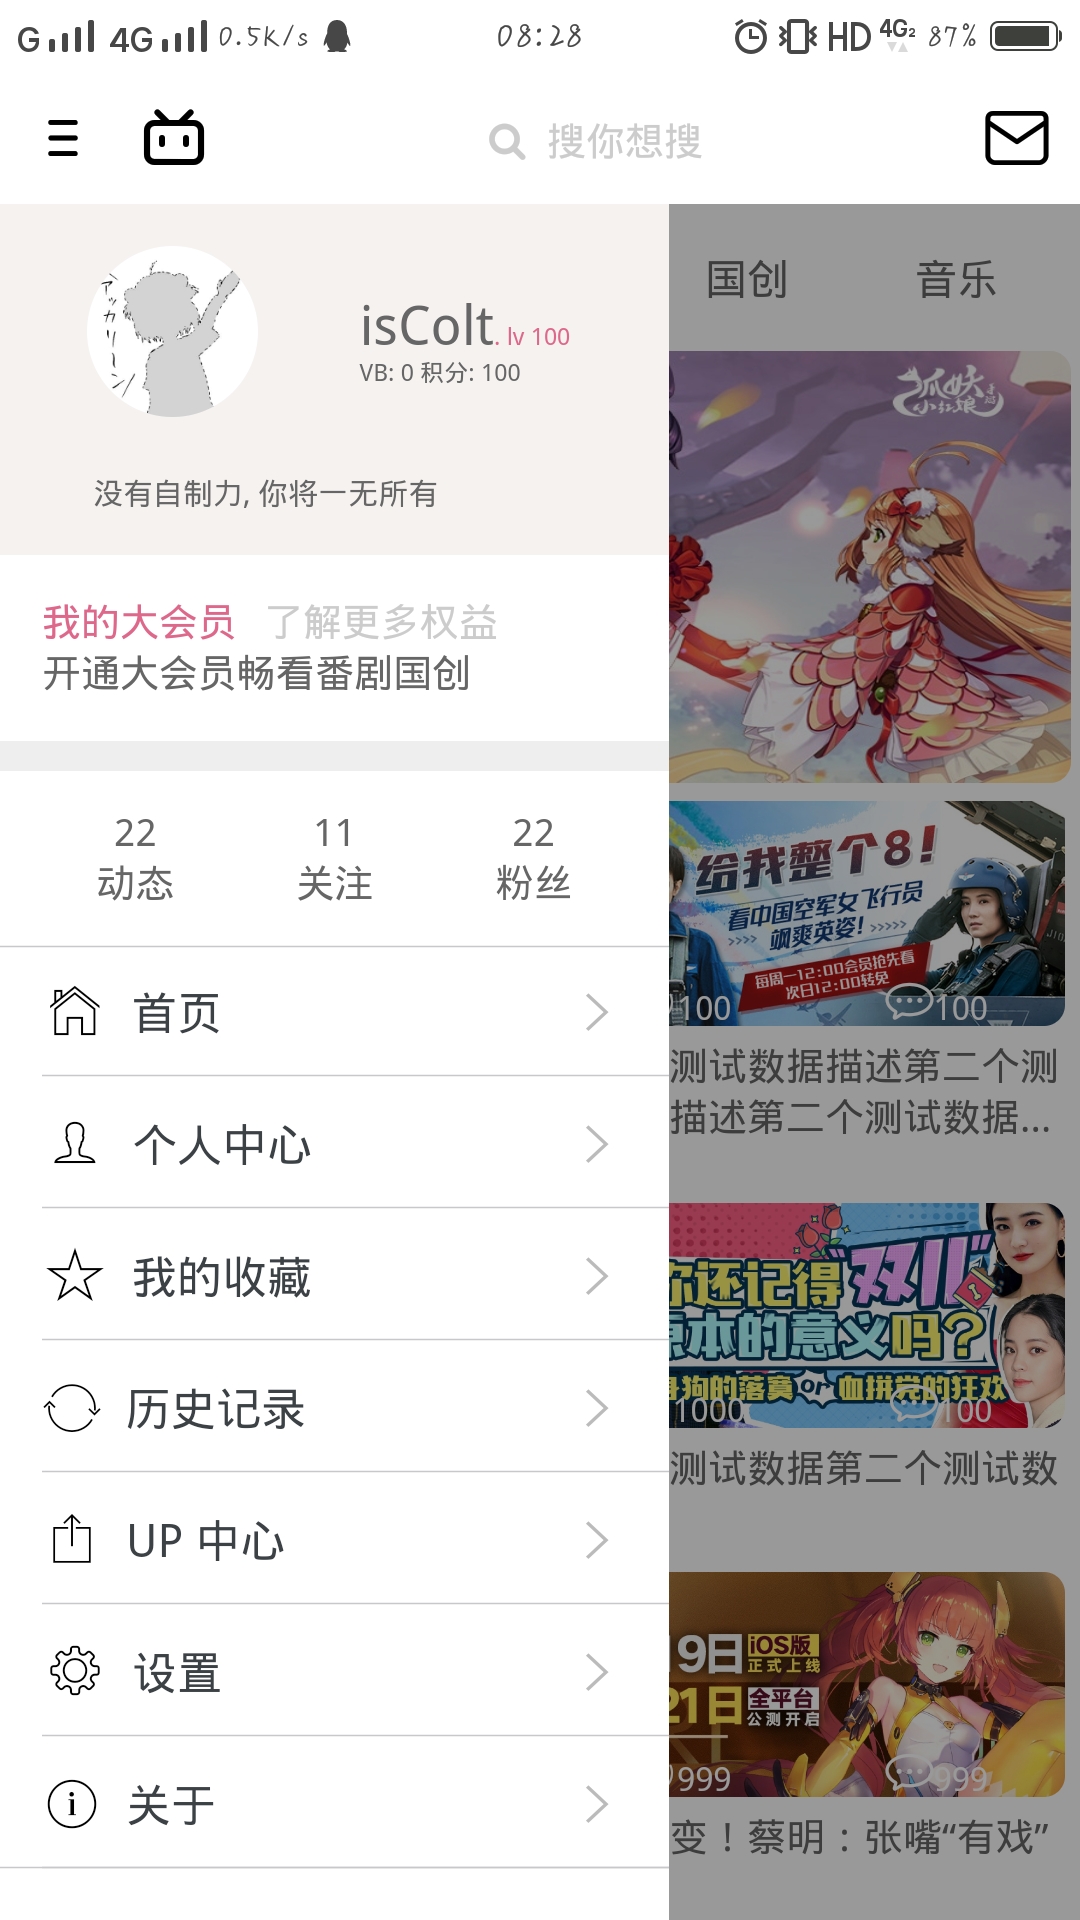 G 4G 0.5K/s 08:28 HD 4G2 87%
搜你想搜
国创 音乐
アッカリーン
isColt. lv 100
VB: 0 积分: 100
没有自制力, 你将一无所有
我的大会员 了解更多权益
开通大会员畅看番剧国创
22 11 22
动态 关注 粉丝
首页
个人中心
我的收藏
历史记录
UP 中心
设置
关于
狐妖
小红娘
给我整个8!
看中国空军女飞行员
>>>> 飒爽英姿! >>>>>
每周一12:00会员抢先看
次日12:00转免
100 100
测试数据描述第二个测
描述第二个测试数据...
你还记得“双11”
原本的意义吗?
身狗的落寞or血拼党的狂欢
1000 100
测试数据第二个测试数
19日 iOS版
正式上线
21日 全平台
公测开启
999 999
变！蔡明：张嘴“有戏”